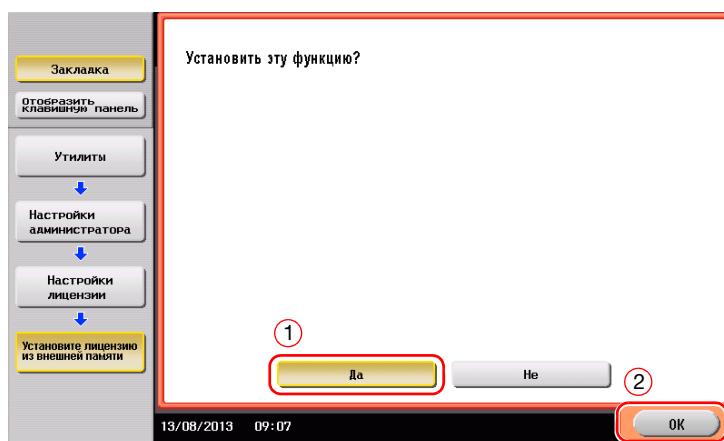 Установить эту функцию?
Закладка
Отобразить
клавишную панель
Утилиты
Настройки
администратора
Настройки
лицензии
Установите лицензию
из внешней памяти
1
Да
Не
2
13/08/2013 09:07
OK